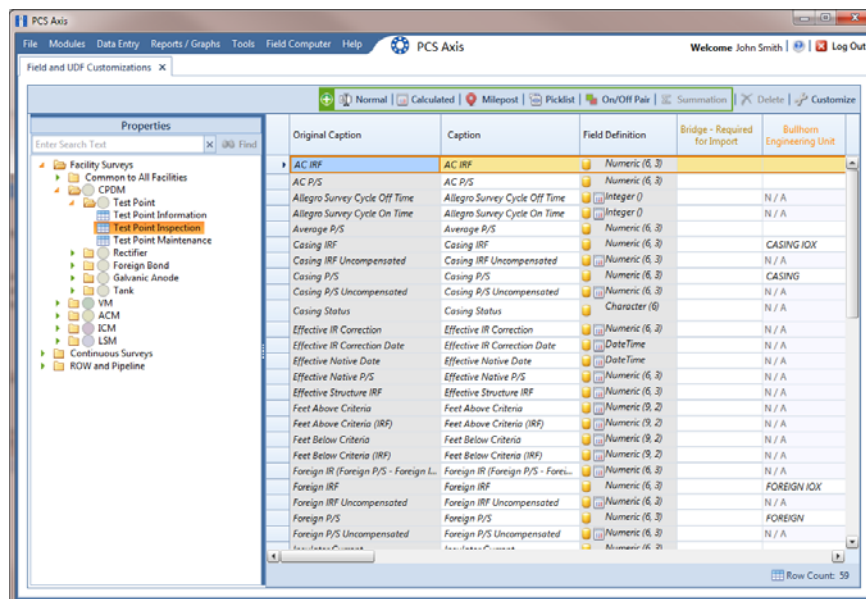 PCS Axis
File Modules Data Entry Reports / Graphs Tools Field Computer Help PCS Axis Welcome John Smith | | Log Out
Field and UDF Customizations X
Normal | Calculated | Milepost | Picklist | On/Off Pair | Summation | Delete | Customize
Properties
Enter Search Text X Find
Facility Surveys
Common to All Facilities
CPDM
Test Point
Test Point Information
Test Point Inspection
Test Point Maintenance
Rectifier
Foreign Bond
Galvanic Anode
Tank
VM
ACM
ICM
LSM
Continuous Surveys
ROW and Pipeline
Original Caption Caption Field Definition Bridge - Required for Import Bullhorn Engineering Unit
AC IRF AC IRF Numeric (6, 3)
AC P/S AC P/S Numeric (6, 3)
Allegro Survey Cycle Off Time Allegro Survey Cycle Off Time Integer () N / A
Allegro Survey Cycle On Time Allegro Survey Cycle On Time Integer () N / A
Average P/S Average P/S Numeric (6, 3)
Casing IRF Casing IRF Numeric (6, 3) CASING IOX
Casing IRF Uncompensated Casing IRF Uncompensated Numeric (6, 3) N / A
Casing P/S Casing P/S Numeric (6, 3) CASING
Casing P/S Uncompensated Casing P/S Uncompensated Numeric (6, 3) N / A
Casing Status Casing Status Character (6) N / A
Effective IR Correction Effective IR Correction Numeric (6, 3) N / A
Effective IR Correction Date Effective IR Correction Date DateTime N / A
Effective Native Date Effective Native Date DateTime N / A
Effective Native P/S Effective Native P/S Numeric (6, 3) N / A
Effective Structure IRF Effective Structure IRF Numeric (6, 3) N / A
Feet Above Criteria Feet Above Criteria Numeric (9, 2) N / A
Feet Above Criteria (IRF) Feet Above Criteria (IRF) Numeric (9, 2) N / A
Feet Below Criteria Feet Below Criteria Numeric (9, 2) N / A
Feet Below Criteria (IRF) Feet Below Criteria (IRF) Numeric (9, 2) N / A
Foreign IR (Foreign P/S - Foreign I... Foreign IR (Foreign P/S - Forei... Numeric (6, 3) N / A
Foreign IRF Foreign IRF Numeric (6, 3) FOREIGN IOX
Foreign IRF Uncompensated Foreign IRF Uncompensated Numeric (6, 3) N / A
Foreign P/S Foreign P/S Numeric (6, 3) FOREIGN
Foreign P/S Uncompensated Foreign P/S Uncompensated Numeric (6, 3) N / A
Row Count: 59